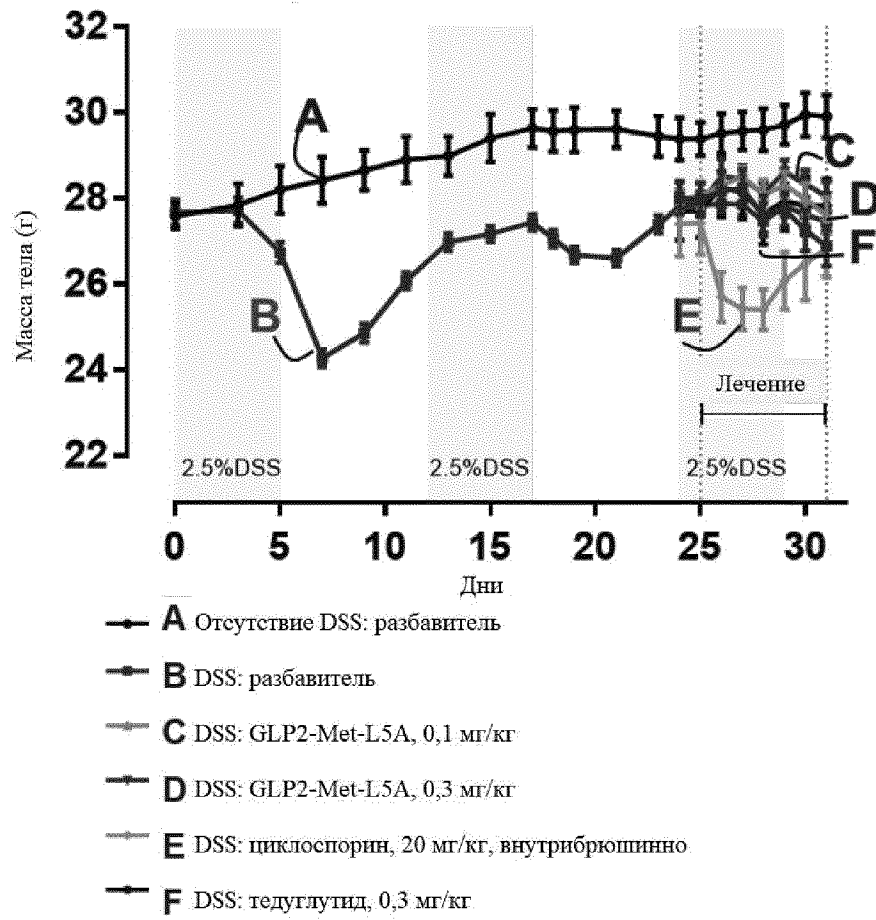 32
30
28
26
24
22
Масса тела (г)
A
B
C
D
F
E
Лечение
2.5%DSS
2.5%DSS
2.5%DSS
0 5 10 15 20 25 30
Дни
A Отсутствие DSS: разбавитель
B DSS: разбавитель
C DSS: GLP2-Met-L5A, 0,1 мг/кг
D DSS: GLP2-Met-L5A, 0,3 мг/кг
E DSS: циклоспорин, 20 мг/кг, внутрибрюшинно
F DSS: тедуглутид, 0,3 мг/кг